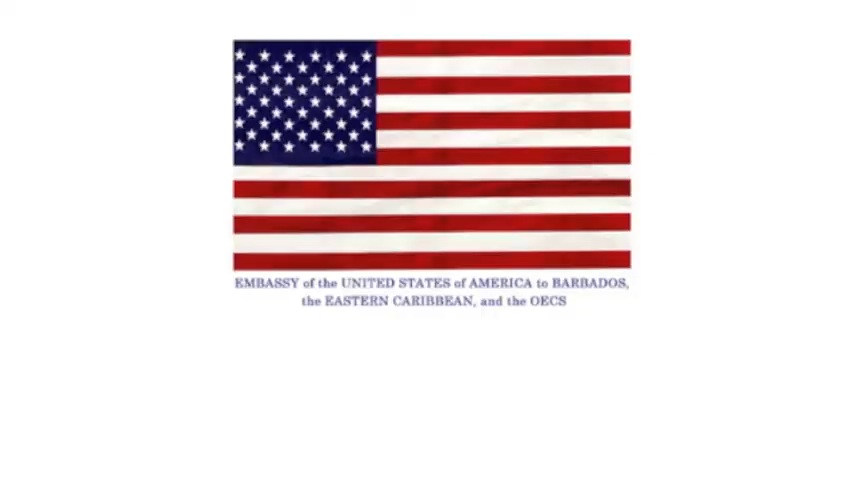 EMBASSY of the UNITED STATES of AMERICA to BARBADOS,
the EASTERN CARIBBEAN, and the OECS